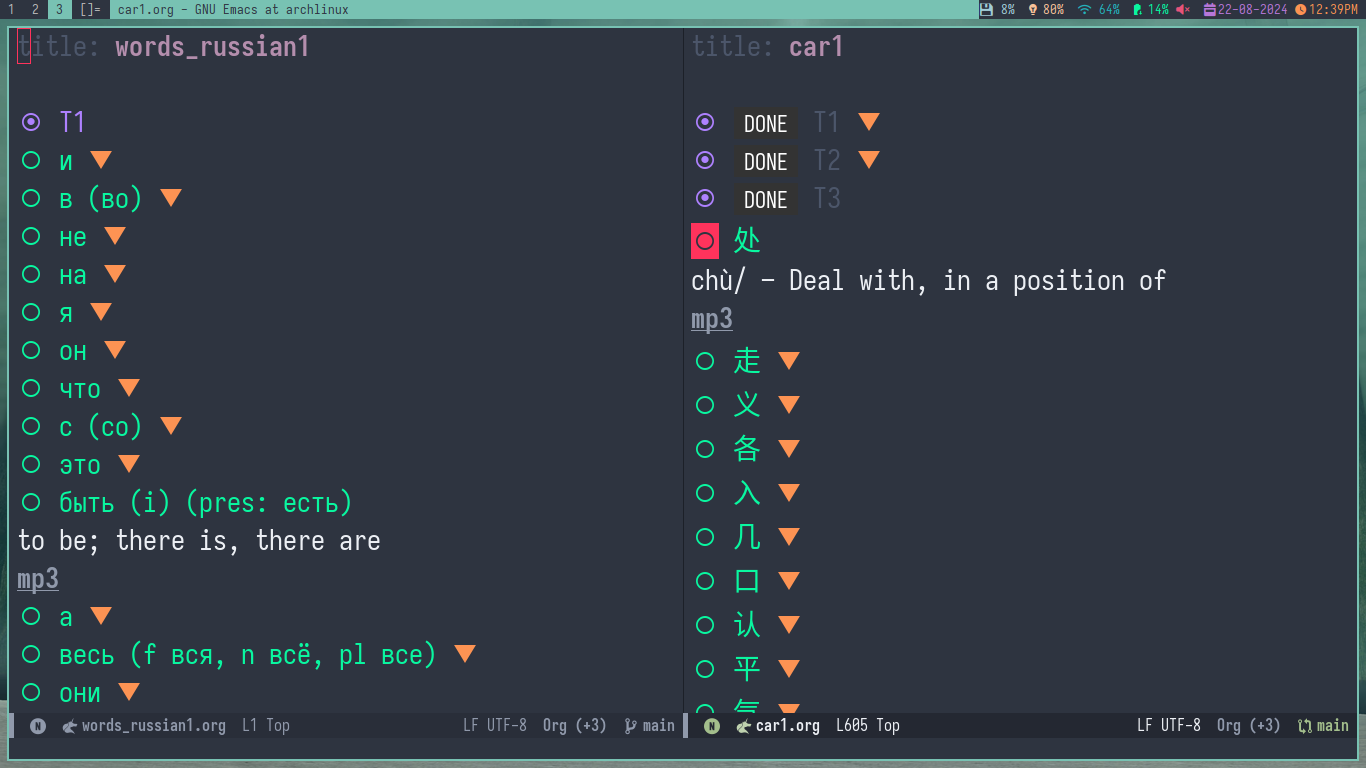 1 2 3 []= car1.org - GNU Emacs at archlinux 8% 80% 64% 14% 22-08-2024 12:39PM
title: words_russian1
T1
и
в (во)
не
на
я
он
что
с (со)
это
быть (i) (pres: есть)
to be; there is, there are
mp3
а
весь (f вся, n всё, pl все)
они
N words_russian1.org L1 Top LF UTF-8 Org (+3) main
title: car1
DONE T1
DONE T2
DONE T3
处
chù/ - Deal with, in a position of
mp3
走
义
各
入
几
口
认
平
气
N car1.org L605 Top LF UTF-8 Org (+3) main